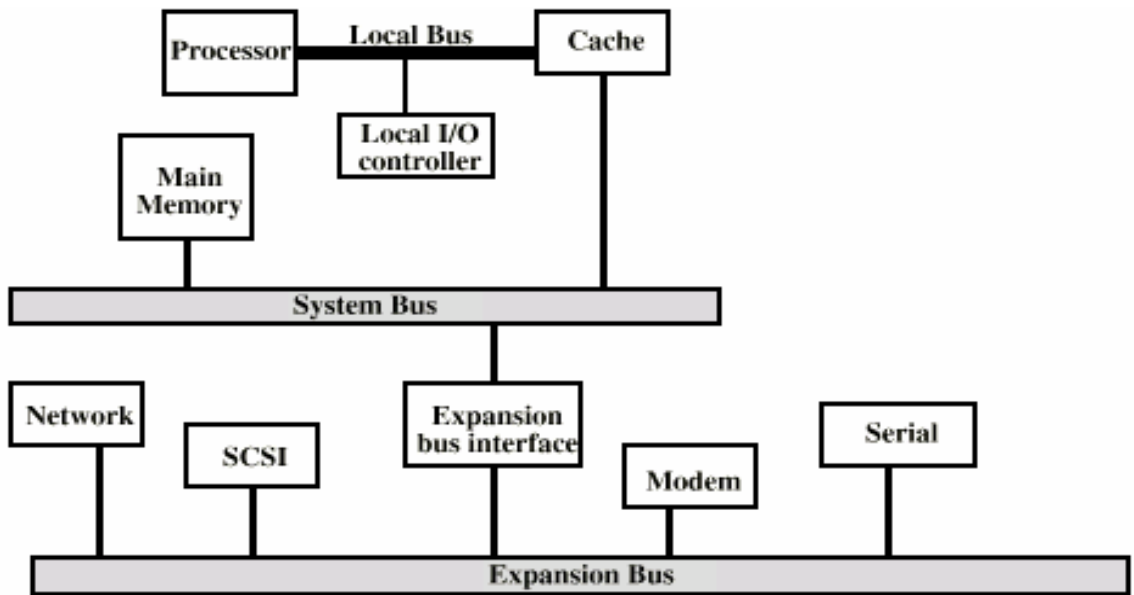 Processor
Local Bus
Cache
Local I/O
controller
Main
Memory
System Bus
Network
SCSI
Expansion
bus interface
Modem
Serial
Expansion Bus